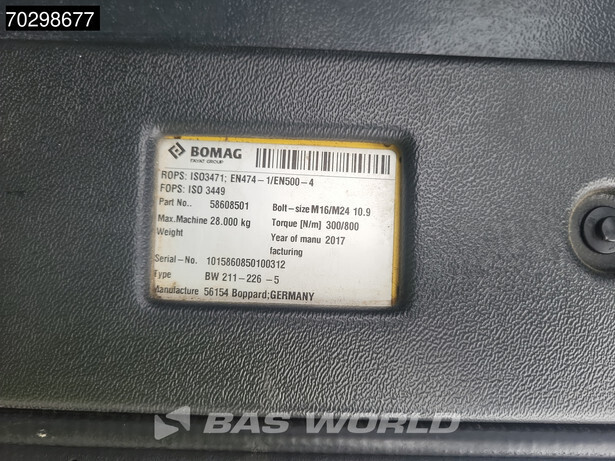 70298677
BOMAG
FAYAT GROUP
ROPS: ISO3471; EN474-1/EN500-4
FOPS: ISO 3449
Part No.. 58608501 Bolt-size M16/M24 10.9
Max.Machine 28.000 kg Torque [N/m] 300/800
Weight Year of manu 2017
facturing
Serial-No. 1015860850100312
Type BW 211-226 -5
Manufacture 56154 Boppard;GERMANY
BAS WORLD